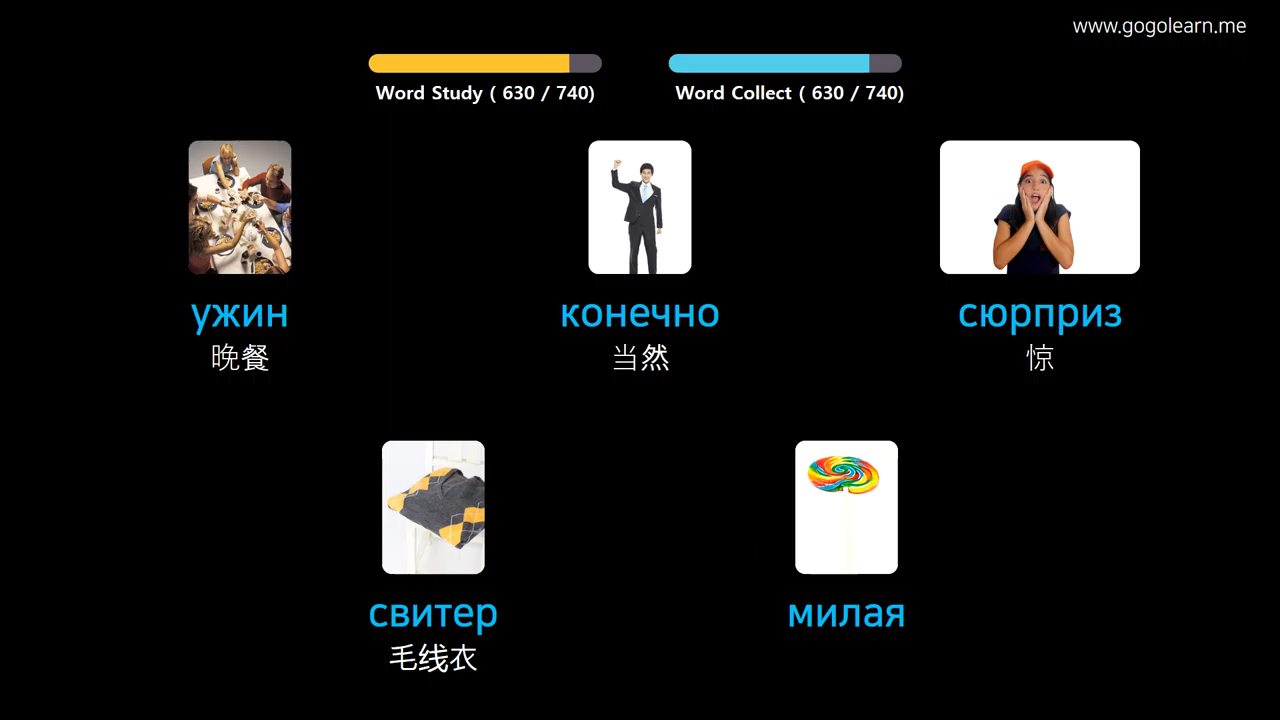 www.gogolearn.me
Word Study ( 630 / 740)
Word Collect ( 630 / 740)
ужин
晚餐
конечно
当然
сюрприз
惊
свитер
毛线衣
милая